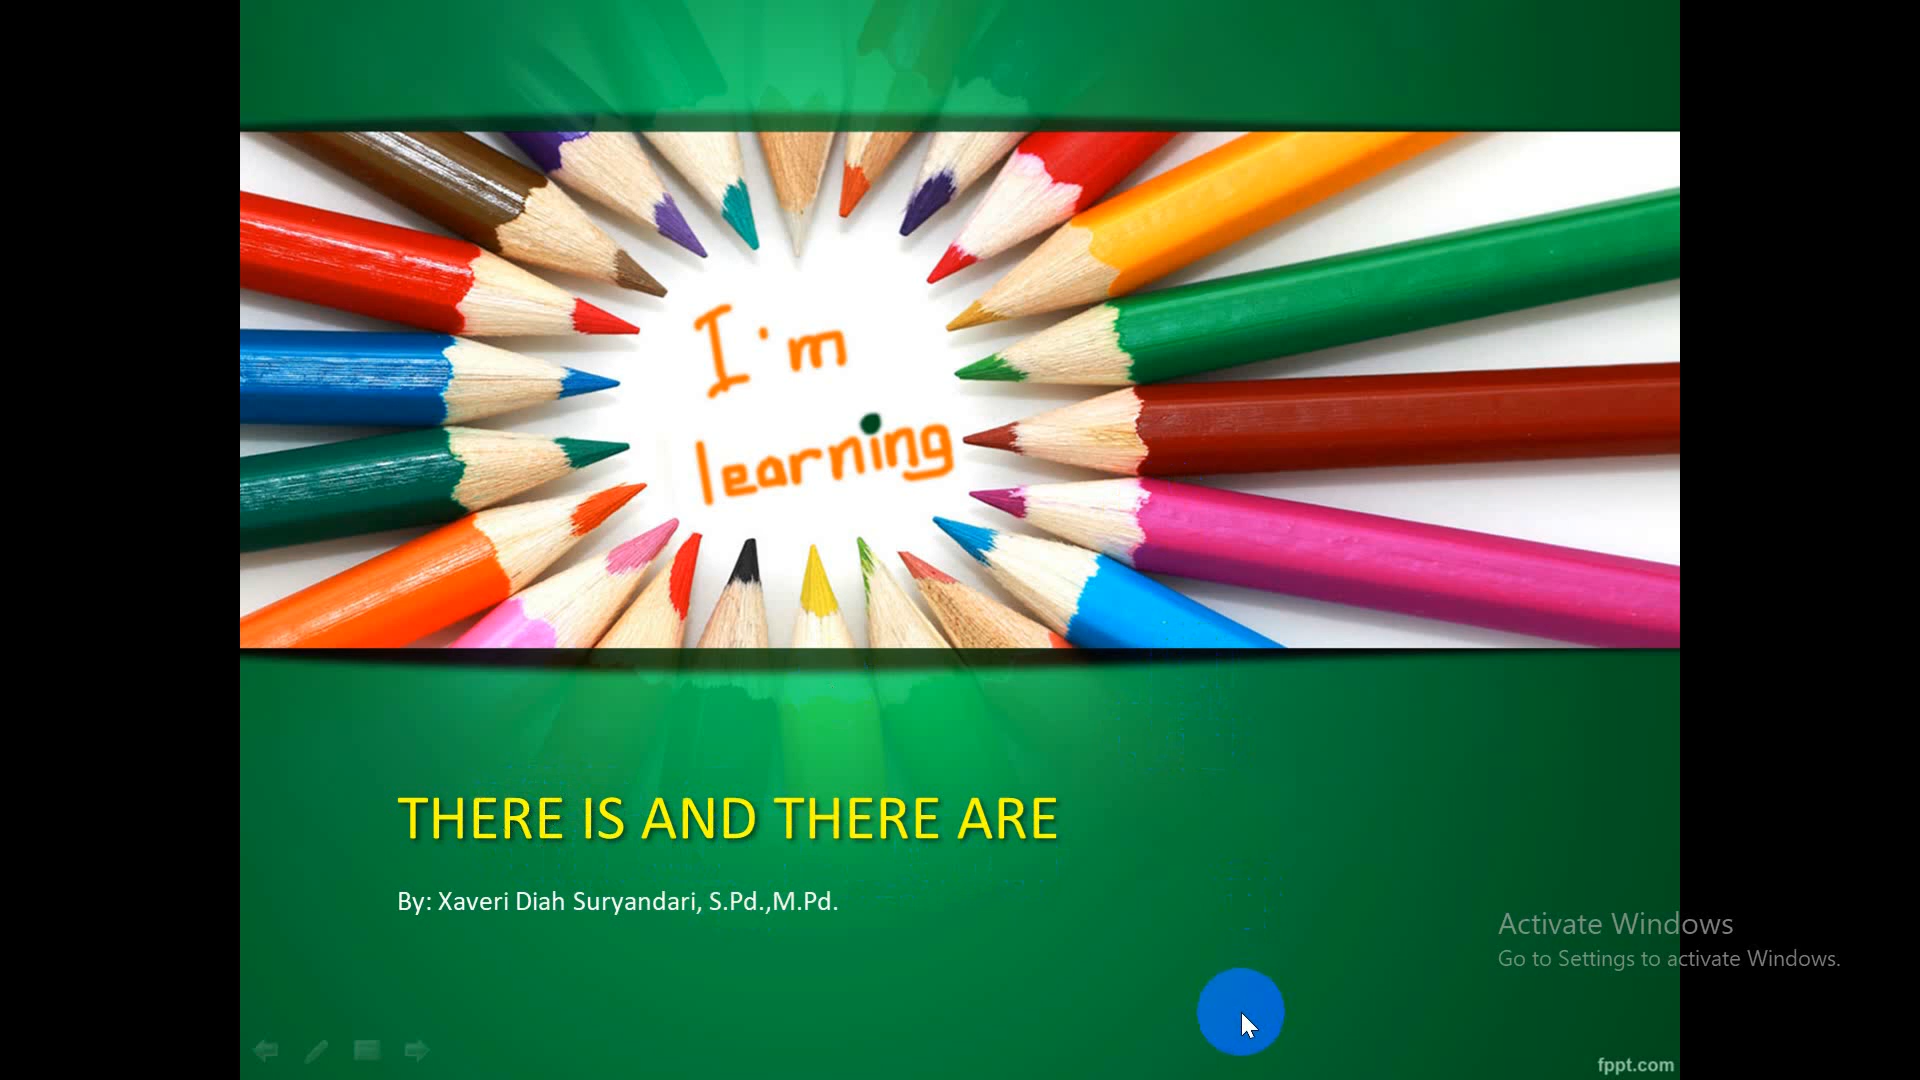 I'm
learning
THERE IS AND THERE ARE
By: Xaveri Diah Suryandari, S.Pd.,M.Pd.
Activate Windows
Go to Settings to activate Windows.
fppt.com